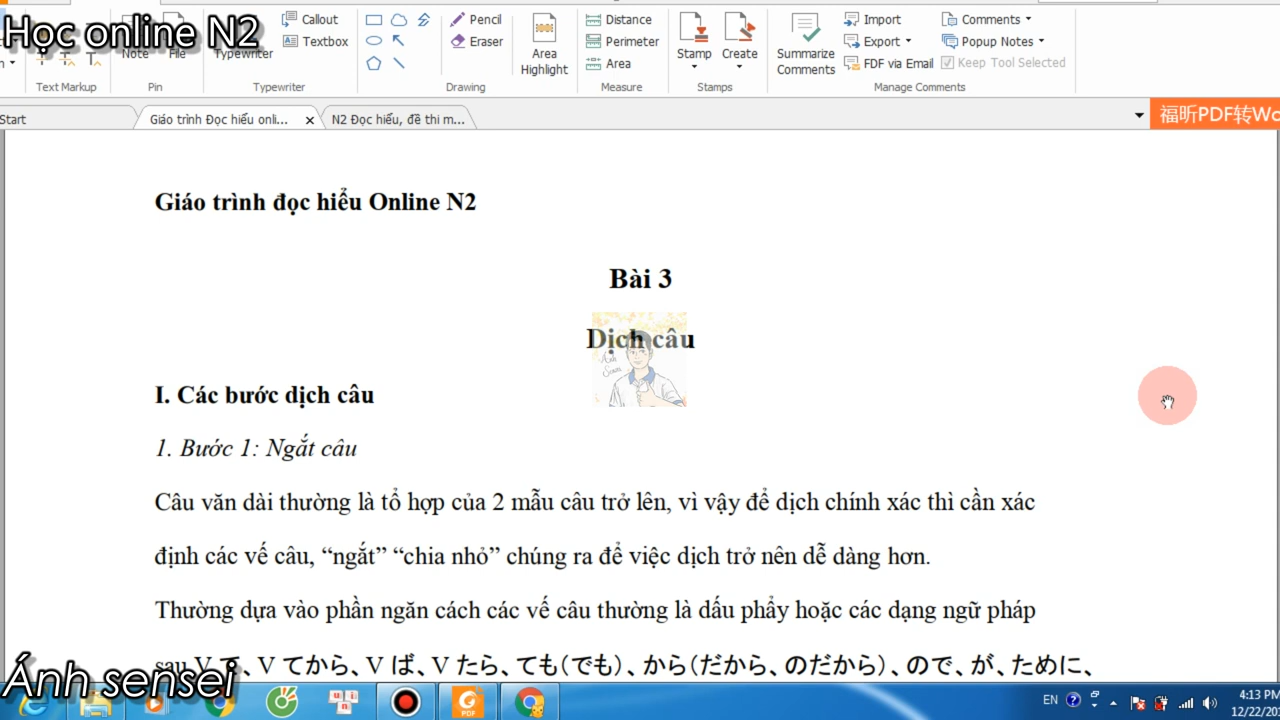 Học online N2
Note
File
Typewriter
Callout
Textbox
Pencil
Eraser
Area
Highlight
Distance
Perimeter
Area
Stamp
Create
Summarize
Comments
Import
Export
FDF via Email
Comments
Popup Notes
Keep Tool Selected
Text Markup
Pin
Typewriter
Drawing
Measure
Stamps
Manage Comments
Start
Giáo trình Đọc hiểu onli...
N2 Đọc hiểu, đề thi m...
福昕PDF转Wo
Giáo trình đọc hiểu Online N2
Bài 3
Dịch câu
Ánh
Sensei
I. Các bước dịch câu
1. Bước 1: Ngắt câu
Câu văn dài thường là tổ hợp của 2 mẫu câu trở lên, vì vậy để dịch chính xác thì cần xác
định các vế câu, “ngắt” “chia nhỏ” chúng ra để việc dịch trở nên dễ dàng hơn.
Thường dựa vào phần ngăn cách các vế câu thường là dấu phẩy hoặc các dạng ngữ pháp
sau V て、V てから、V ば、V たら、ても（でも）、から（だから、のだから）、ので、が、ために、
Ánh sensei
EN
4:13 PM
12/22/20